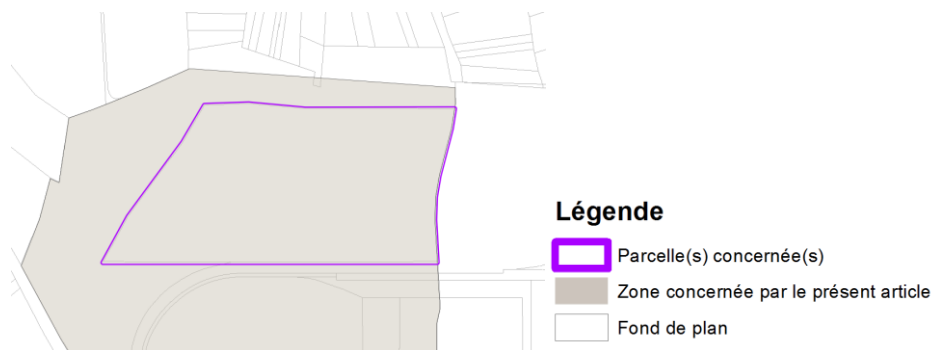 Légende
Parcelle(s) concernée(s)
Zone concernée par le présent article
Fond de plan